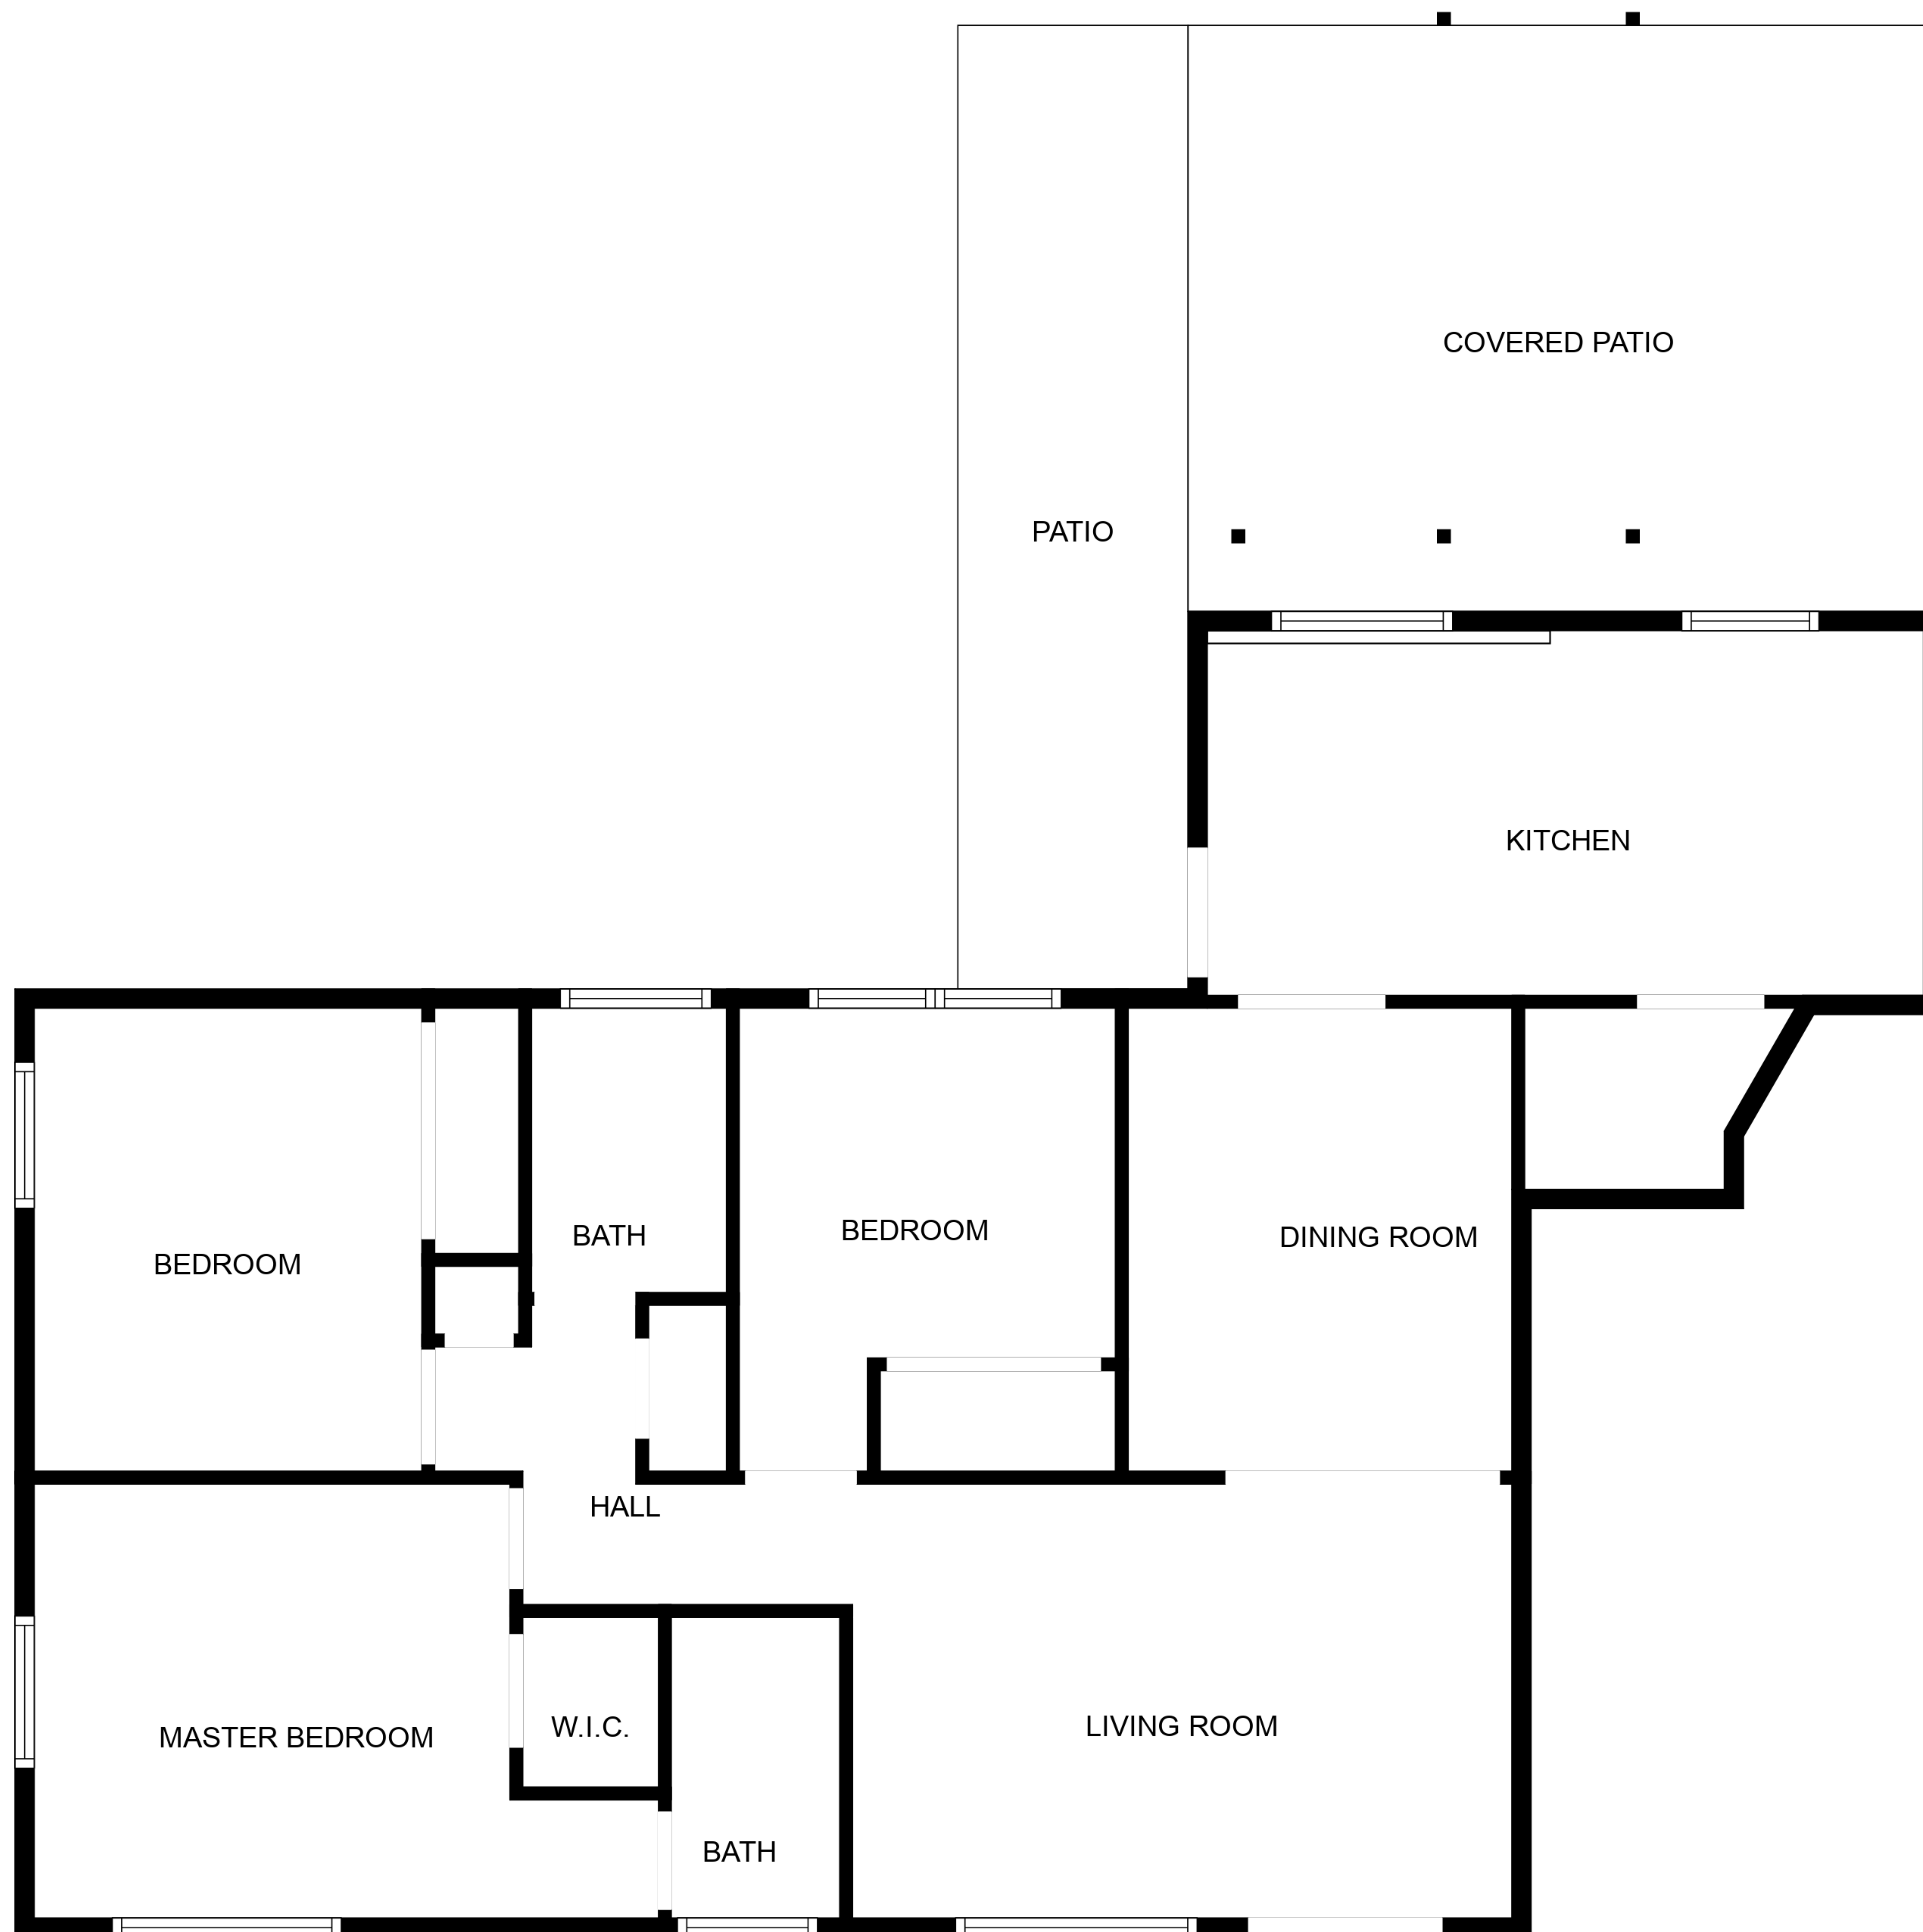 COVERED PATIO
PATIO
KITCHEN
BEDROOM
BATH
BEDROOM
DINING ROOM
HALL
MASTER BEDROOM
W.I.C.
LIVING ROOM
BATH